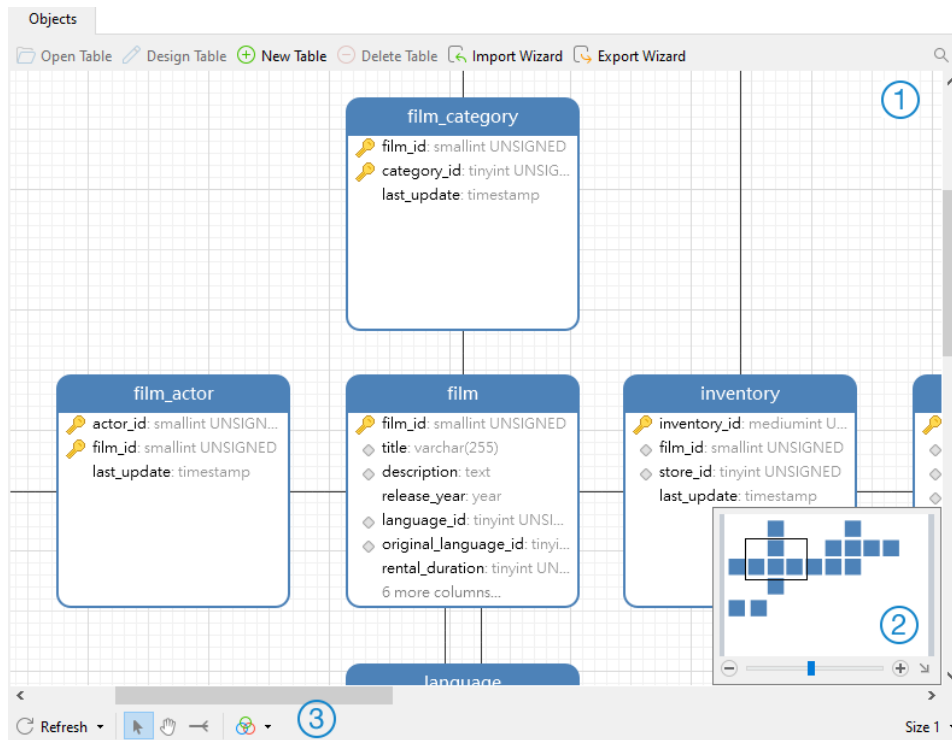 Objects
Open Table Design Table New Table Delete Table Import Wizard Export Wizard
1
film_category
film_id: smallint UNSIGNED
category_id: tinyint UNSIG...
last_update: timestamp
film_actor
actor_id: smallint UNSIGN...
film_id: smallint UNSIGNED
last_update: timestamp
film
film_id: smallint UNSIGNED
title: varchar(255)
description: text
release_year: year
language_id: tinyint UNSI...
original_language_id: tinyi...
rental_duration: tinyint UN...
6 more columns...
inventory
inventory_id: mediumint U...
film_id: smallint UNSIGNED
store_id: tinyint UNSIGNED
last_update: timestamp
2
language
Refresh
3
Size 1